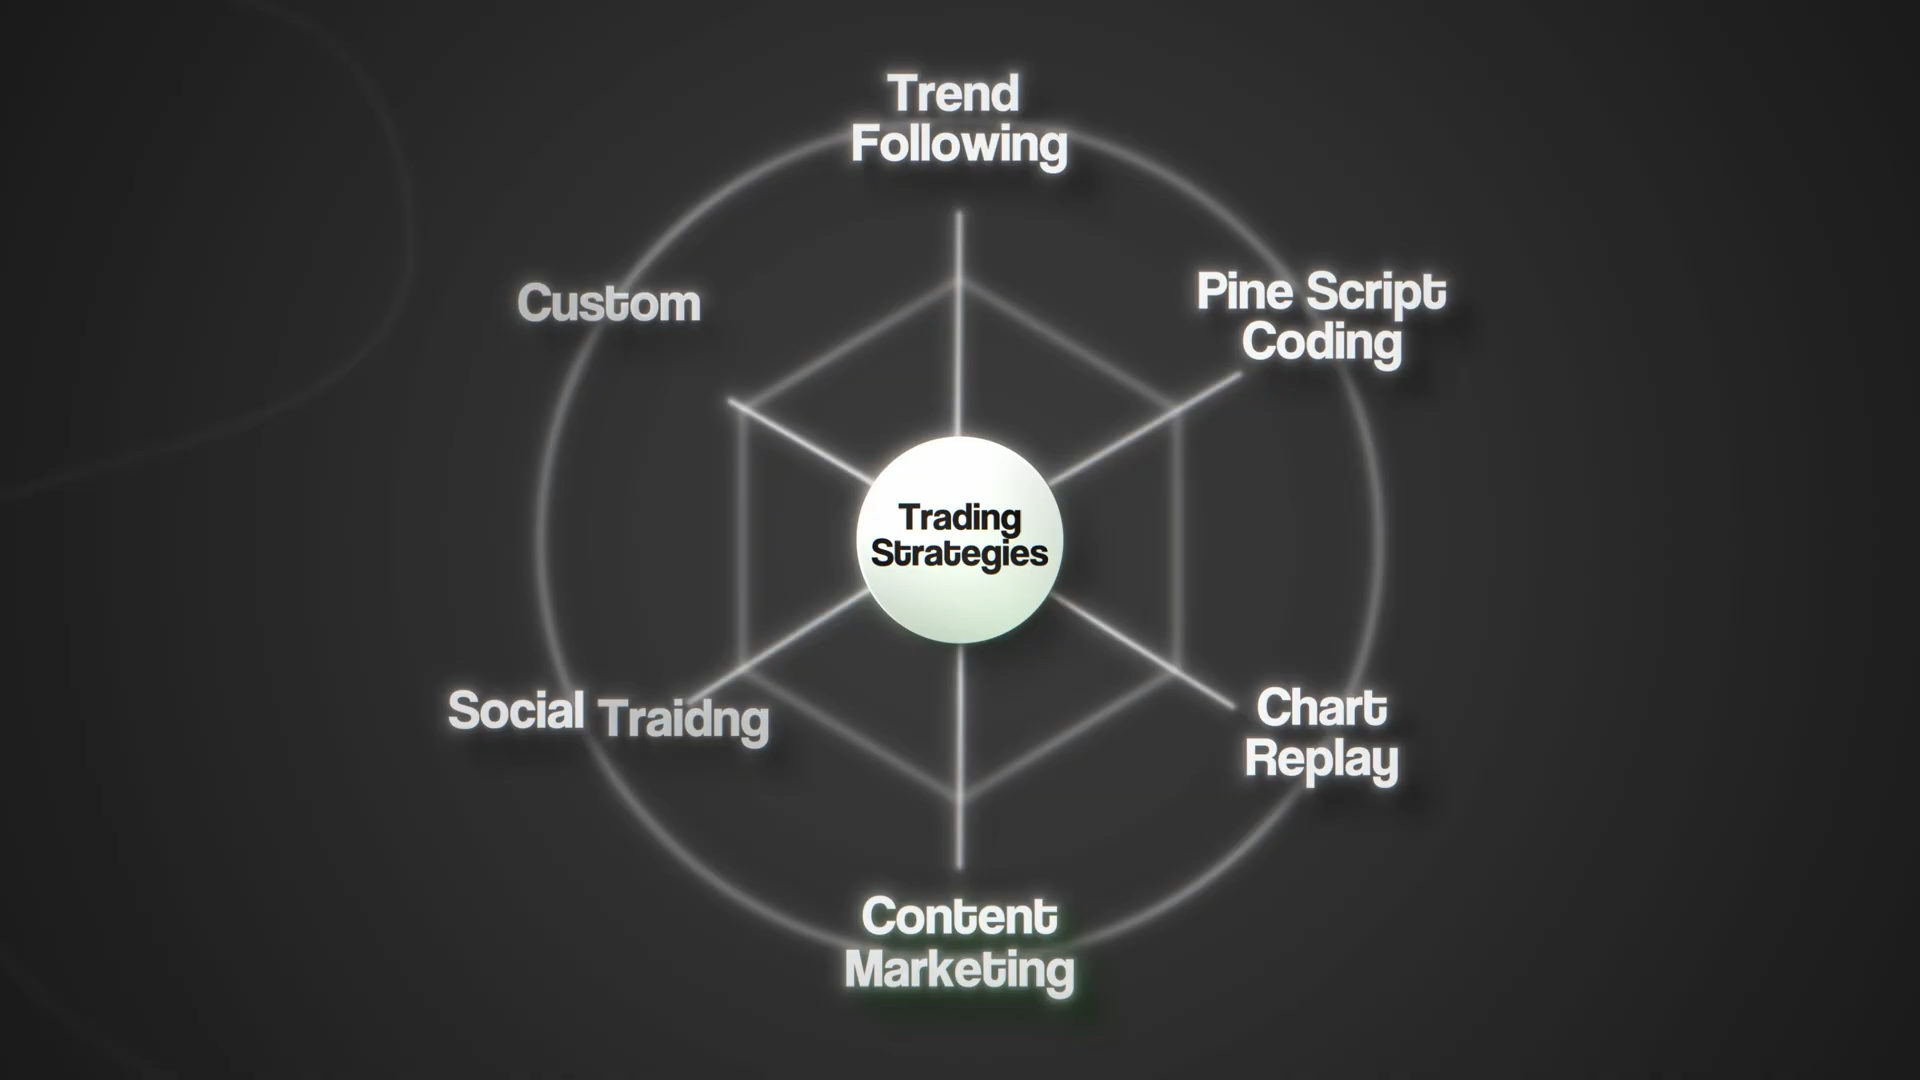 Trend
Following
Custom
Pine Script
Coding
Trading
Strategies
Social Traidng
Chart
Replay
Content
Marketing